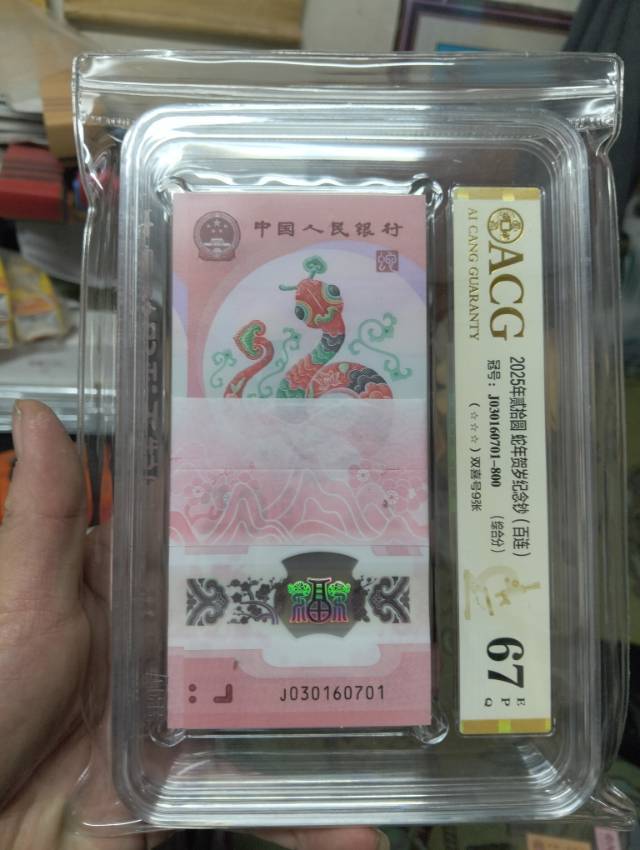 中国人民银行
J030160701
ACG
AI CANG GUARANTY
2025年贰拾圆 蛇年贺岁纪念钞（百连）
冠号：J030160701-800
（综合分）
（☆☆☆）双喜号9张
67
EPQ